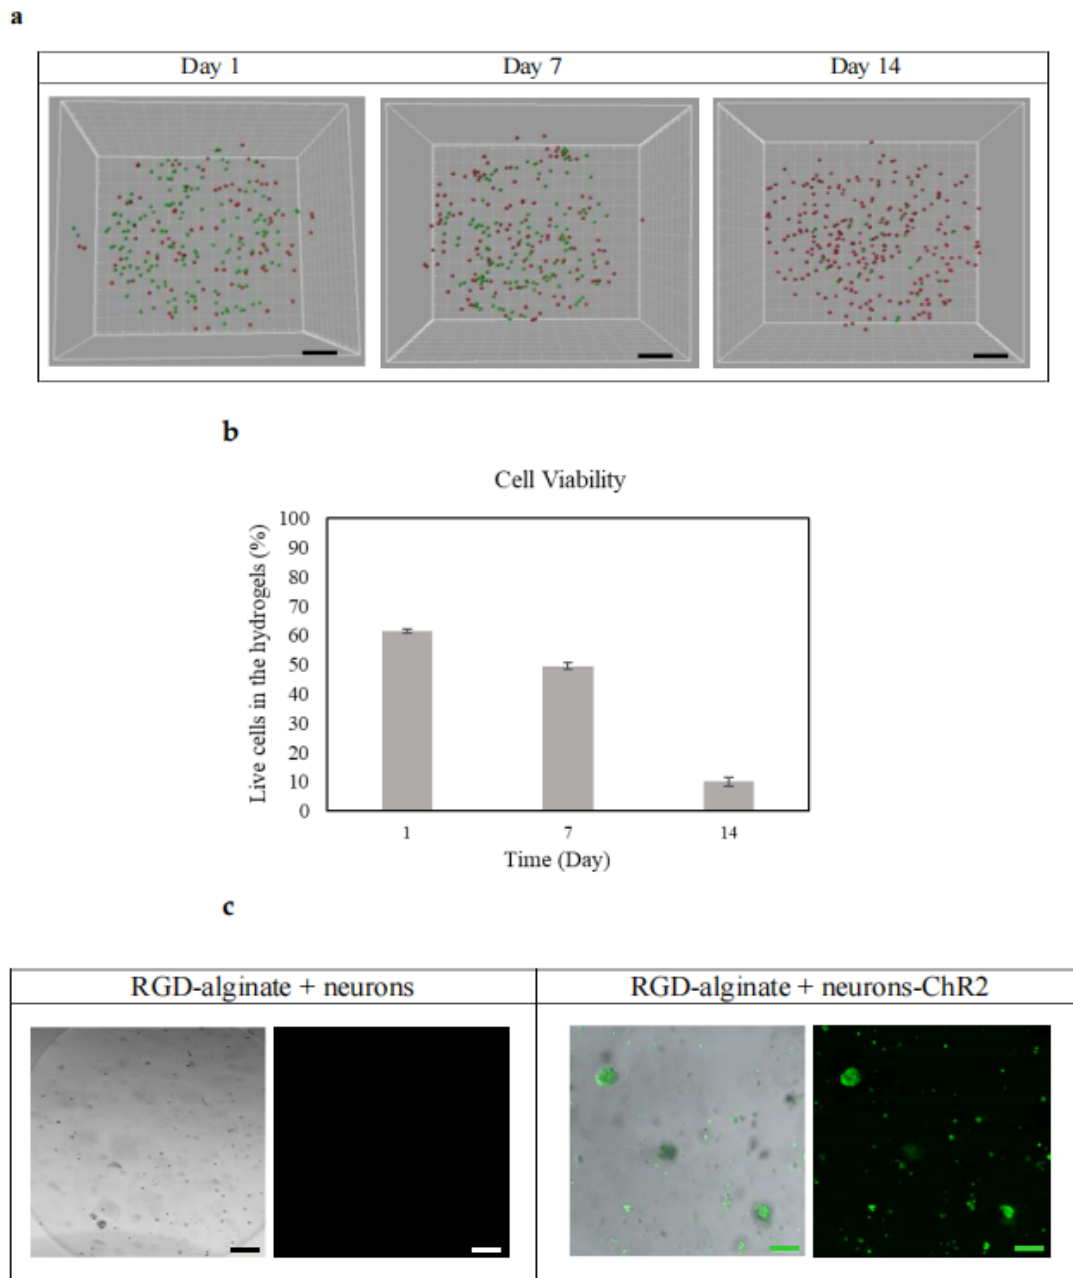 a
Day 1 Day 7 Day 14
b
Cell Viability
Live cells in the hydrogels (%)
100
90
80
70
60
50
40
30
20
10
0
1 7 14
Time (Day)
c
RGD-alginate + neurons RGD-alginate + neurons-ChR2